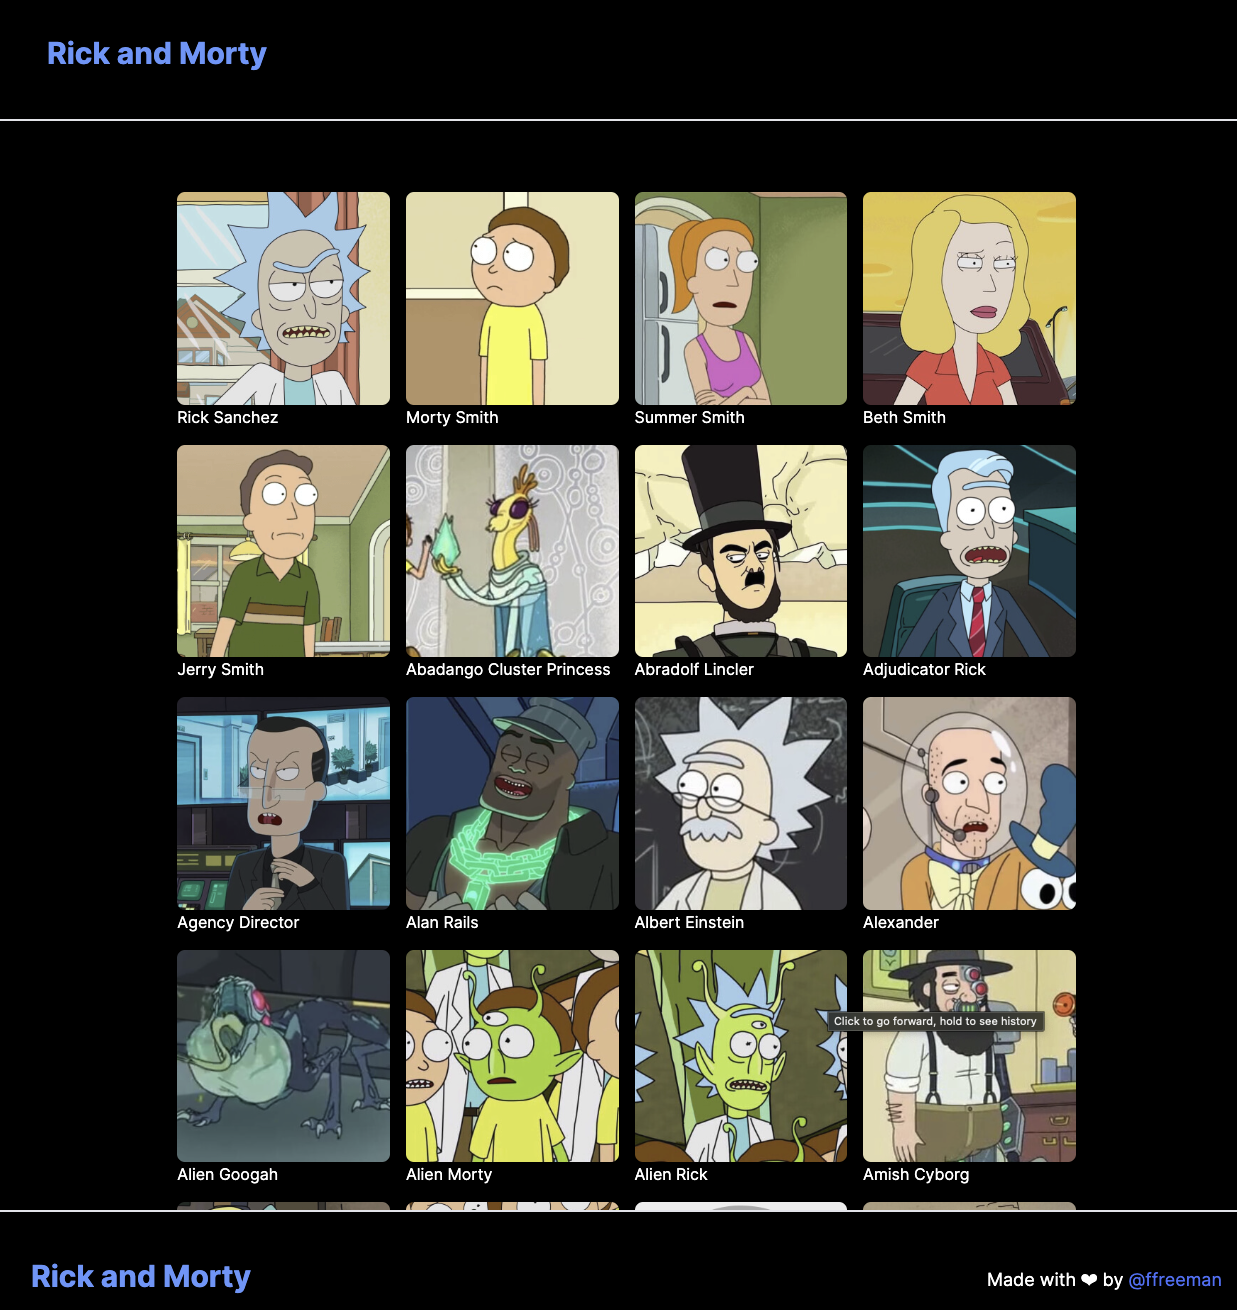 Rick and Morty
Rick Sanchez
Morty Smith
Summer Smith
Beth Smith
Jerry Smith
Abadango Cluster Princess
Abradolf Lincler
Adjudicator Rick
Agency Director
Alan Rails
Albert Einstein
Alexander
Click to go forward, hold to see history
Alien Googah
Alien Morty
Alien Rick
Amish Cyborg
Rick and Morty
Made with ❤ by @ffreeman